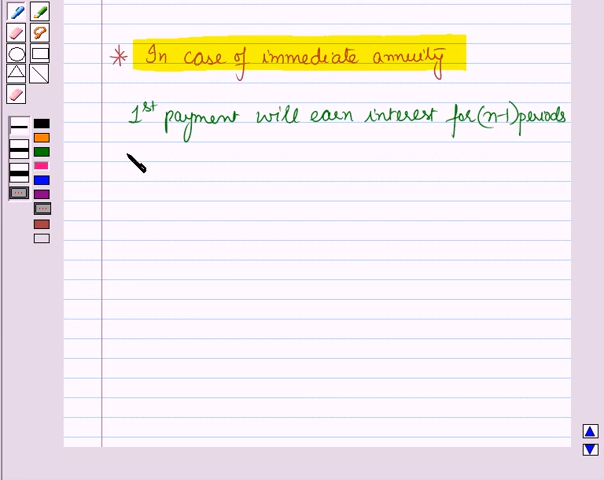 * In case of immediate annuity
1st payment will earn interest for (n-1) periods